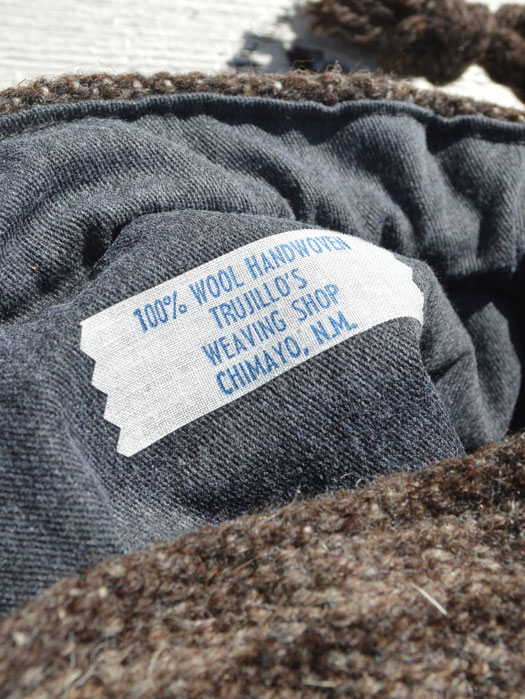 100% WOOL HANDWOVEN
TRUJILLO'S
WEAVING SHOP
CHIMAYO, N.M.